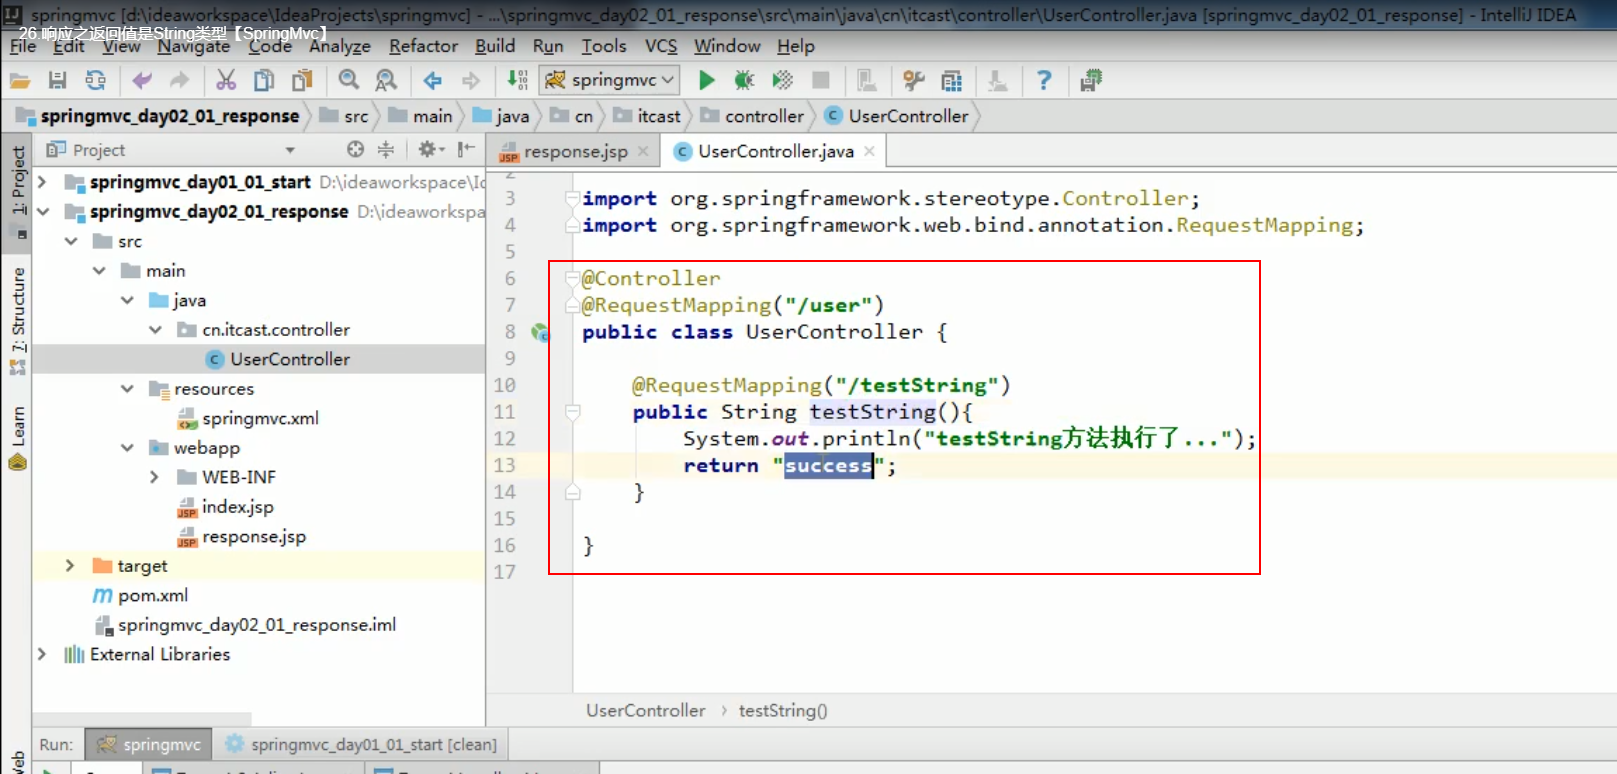 springmvc [d:\ideaworkspace\IdeaProjects\springmvc] - ...\springmvc_day02_01_response\src\main\java\cn\itcast\controller\UserController.java [springmvc_day02_01_response] - IntelliJ IDEA
26.响应之返回值是String类型【SpringMvc】
File Edit View Navigate Code Analyze Refactor Build Run Tools VCS Window Help
springmvc
springmvc_day02_01_response src main java cn itcast controller UserController
Project
response.jsp UserController.java
1: Project
7: Structure
Learn
springmvc_day01_01_start D:\ideaworkspace\Id
springmvc_day02_01_response D:\ideaworkspa
src
main
java
cn.itcast.controller
UserController
resources
springmvc.xml
webapp
WEB-INF
index.jsp
response.jsp
target
pom.xml
springmvc_day02_01_response.iml
External Libraries
2
3 import org.springframework.stereotype.Controller;
4 import org.springframework.web.bind.annotation.RequestMapping;
5
6 @Controller
7 @RequestMapping("/user")
8 public class UserController {
9
10 @RequestMapping("/testString")
11 public String testString(){
12 System.out.println("testString方法执行了...");
13 return "success";
14 }
15
16 }
17
UserController › testString()
Run: springmvc springmvc_day01_01_start [clean]